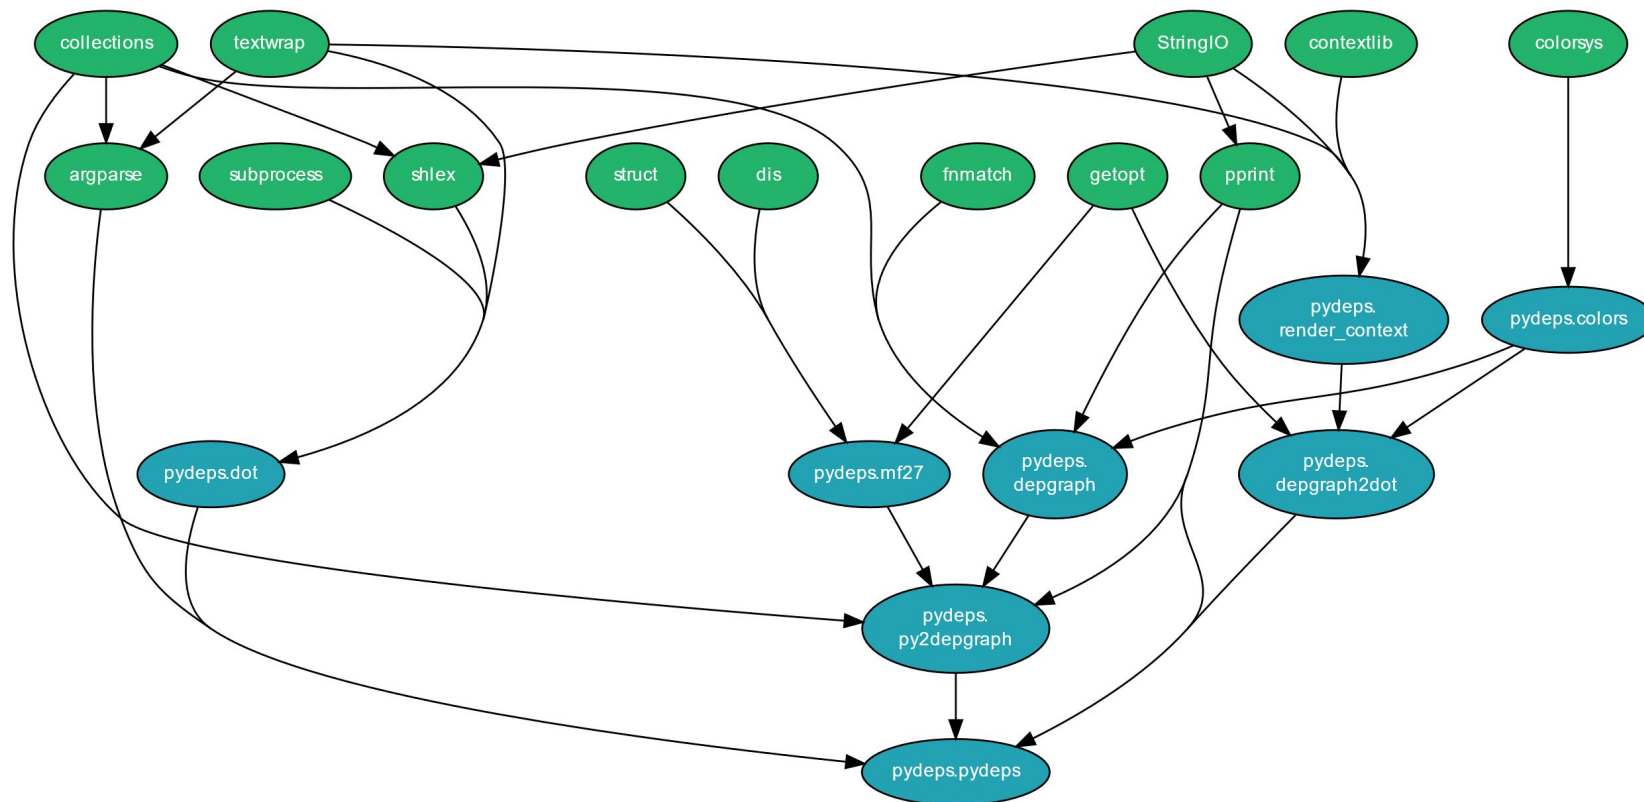 collections
textwrap
StringIO
contextlib
colorsys
argparse
subprocess
shlex
struct
dis
fnmatch
getopt
pprint
pydeps.
render_context
pydeps.colors
pydeps.dot
pydeps.mf27
pydeps.
depgraph
pydeps.
depgraph2dot
pydeps.
py2depgraph
pydeps.pydeps